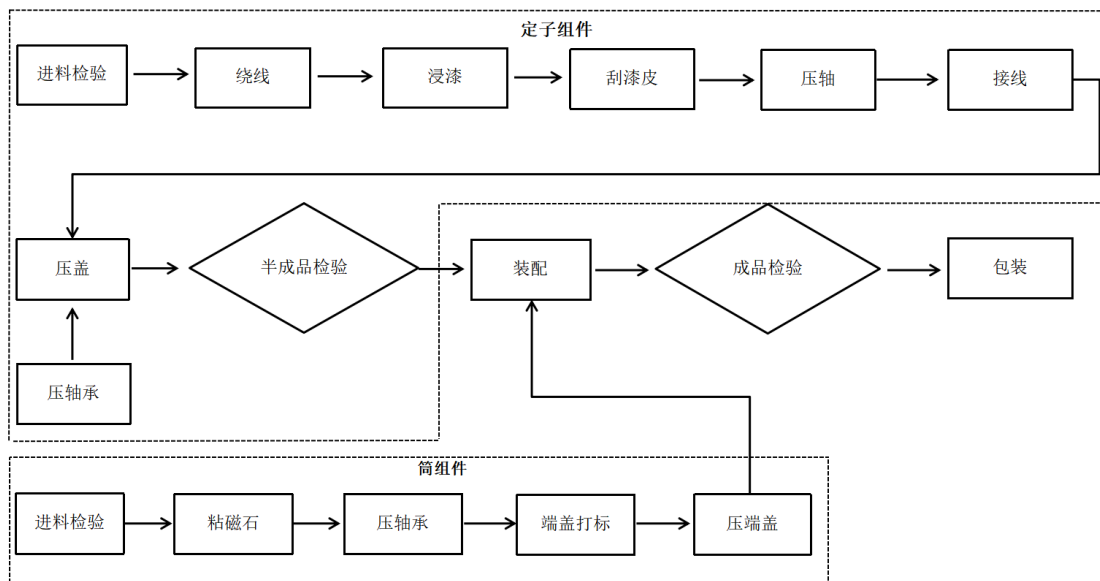 定子组件
进料检验
绕线
浸漆
刮漆皮
压轴
接线
压盖
半成品检验
装配
成品检验
包装
压轴承
筒组件
进料检验
粘磁石
压轴承
端盖打标
压端盖